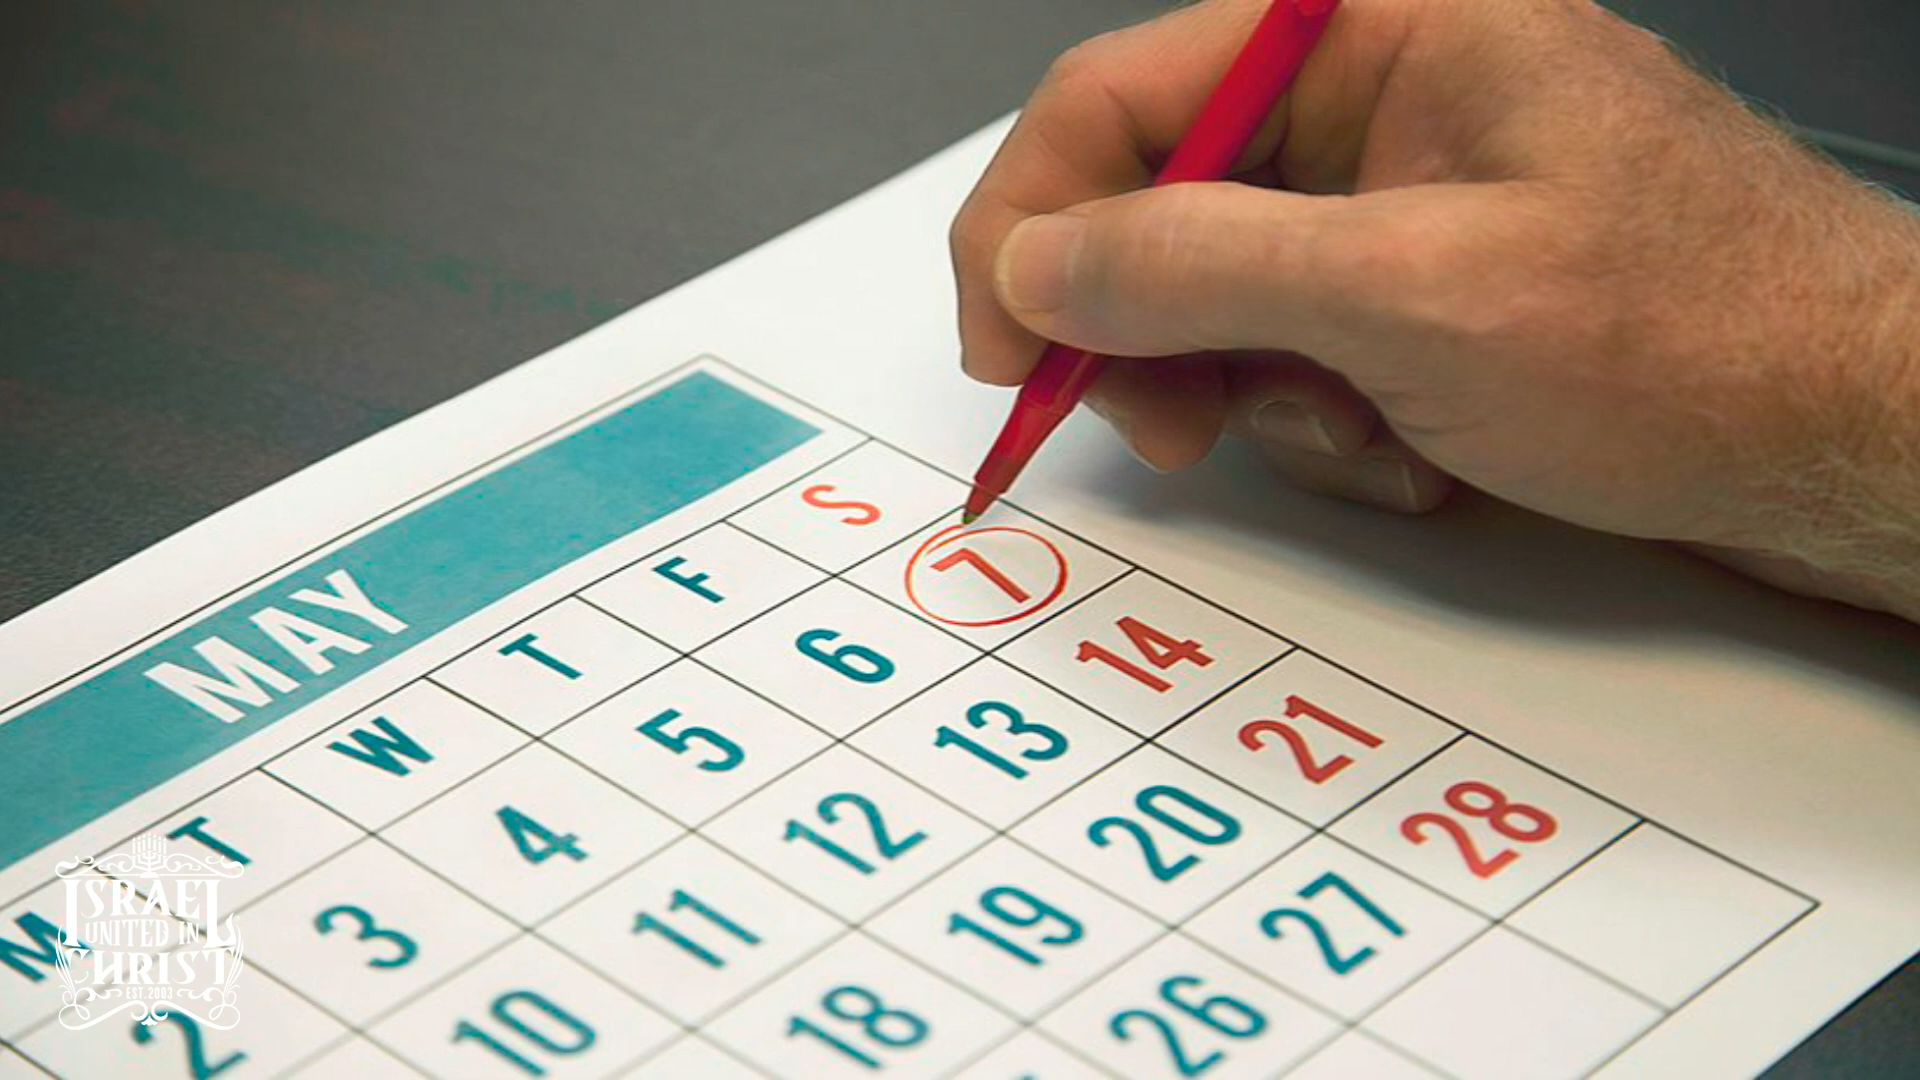 MAY
M T W T F S
2 3 4 5 6 7
10 11 12 13 14
18 19 20 21
26 27 28
ISRAEL
UNITED IN
CHRIST
EST. 2003